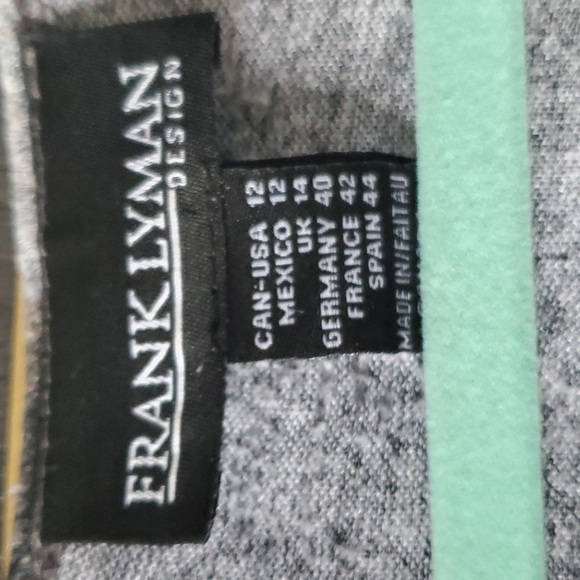 FRANK LYMAN
DESIGN
CAN-USA 12
MEXICO 12
UK 14
GERMANY 40
FRANCE 42
SPAIN 44
MADE IN/FAIT AU